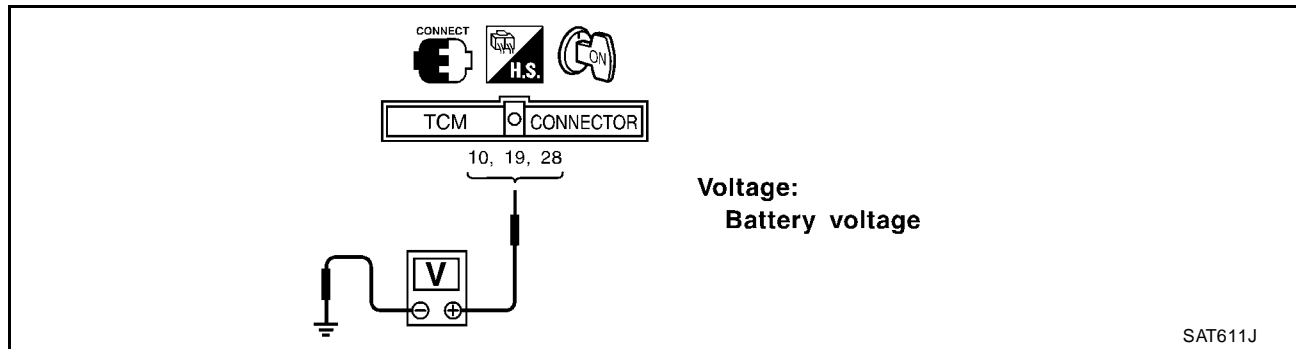 CONNECT
H.S.
ON
TCM CONNECTOR
10, 19, 28
Voltage:
Battery voltage
V
SAT611J